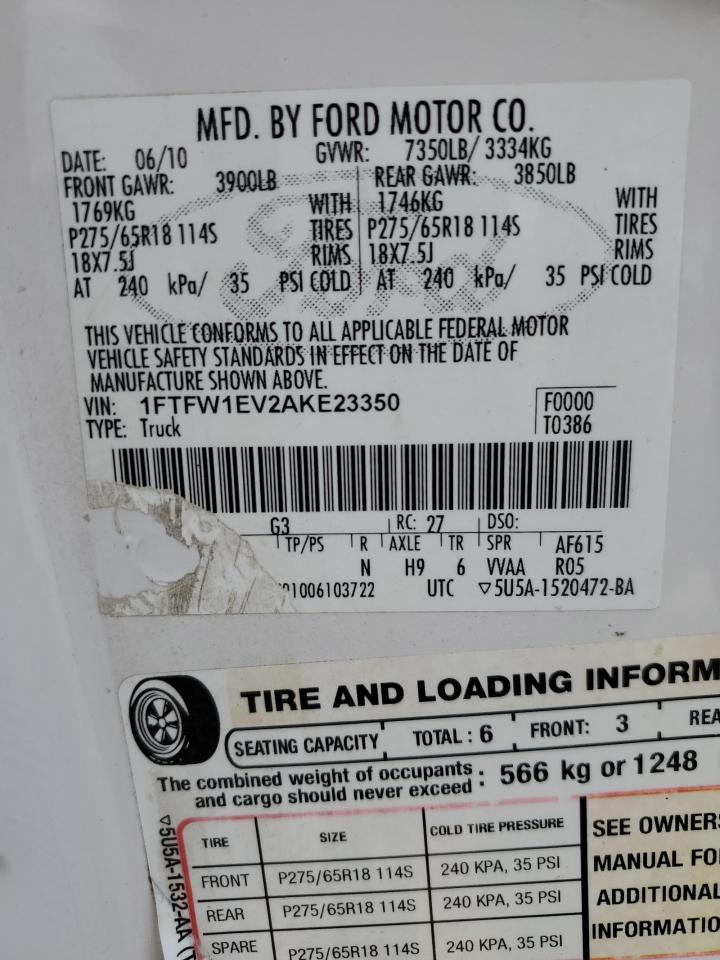 MFD. BY FORD MOTOR CO.
DATE: 06/10 GVWR: 7350LB/ 3334KG
FRONT GAWR: 3900LB REAR GAWR: 3850LB
1769KG WITH 1746KG WITH
P275/65R18 114S TIRES P275/65R18 114S TIRES
18X7.5J RIMS 18X7.5J RIMS
AT 240 kPa/ 35 PSI COLD AT 240 kPa/ 35 PSI COLD
THIS VEHICLE CONFORMS TO ALL APPLICABLE FEDERAL MOTOR
VEHICLE SAFETY STANDARDS IN EFFECT ON THE DATE OF
MANUFACTURE SHOWN ABOVE.
VIN: 1FTFW1EV2AKE23350 F0000
TYPE: Truck T0386
G3 RC: 27 DSO:
TP/PS R AXLE TR SPR AF615
N H9 6 VVAA R05
1006103722 UTC ▽5U5A-1520472-BA
Ford
TIRE AND LOADING INFORM
SEATING CAPACITY TOTAL : 6 FRONT: 3 REA
The combined weight of occupants
and cargo should never exceed : 566 kg or 1248
▽5U5A-1532-AA
TIRE SIZE COLD TIRE PRESSURE
FRONT P275/65R18 114S 240 KPA, 35 PSI
REAR P275/65R18 114S 240 KPA, 35 PSI
SPARE P275/65R18 114S 240 KPA, 35 PSI
SEE OWNERS
MANUAL FO
ADDITIONAL
INFORMATIO